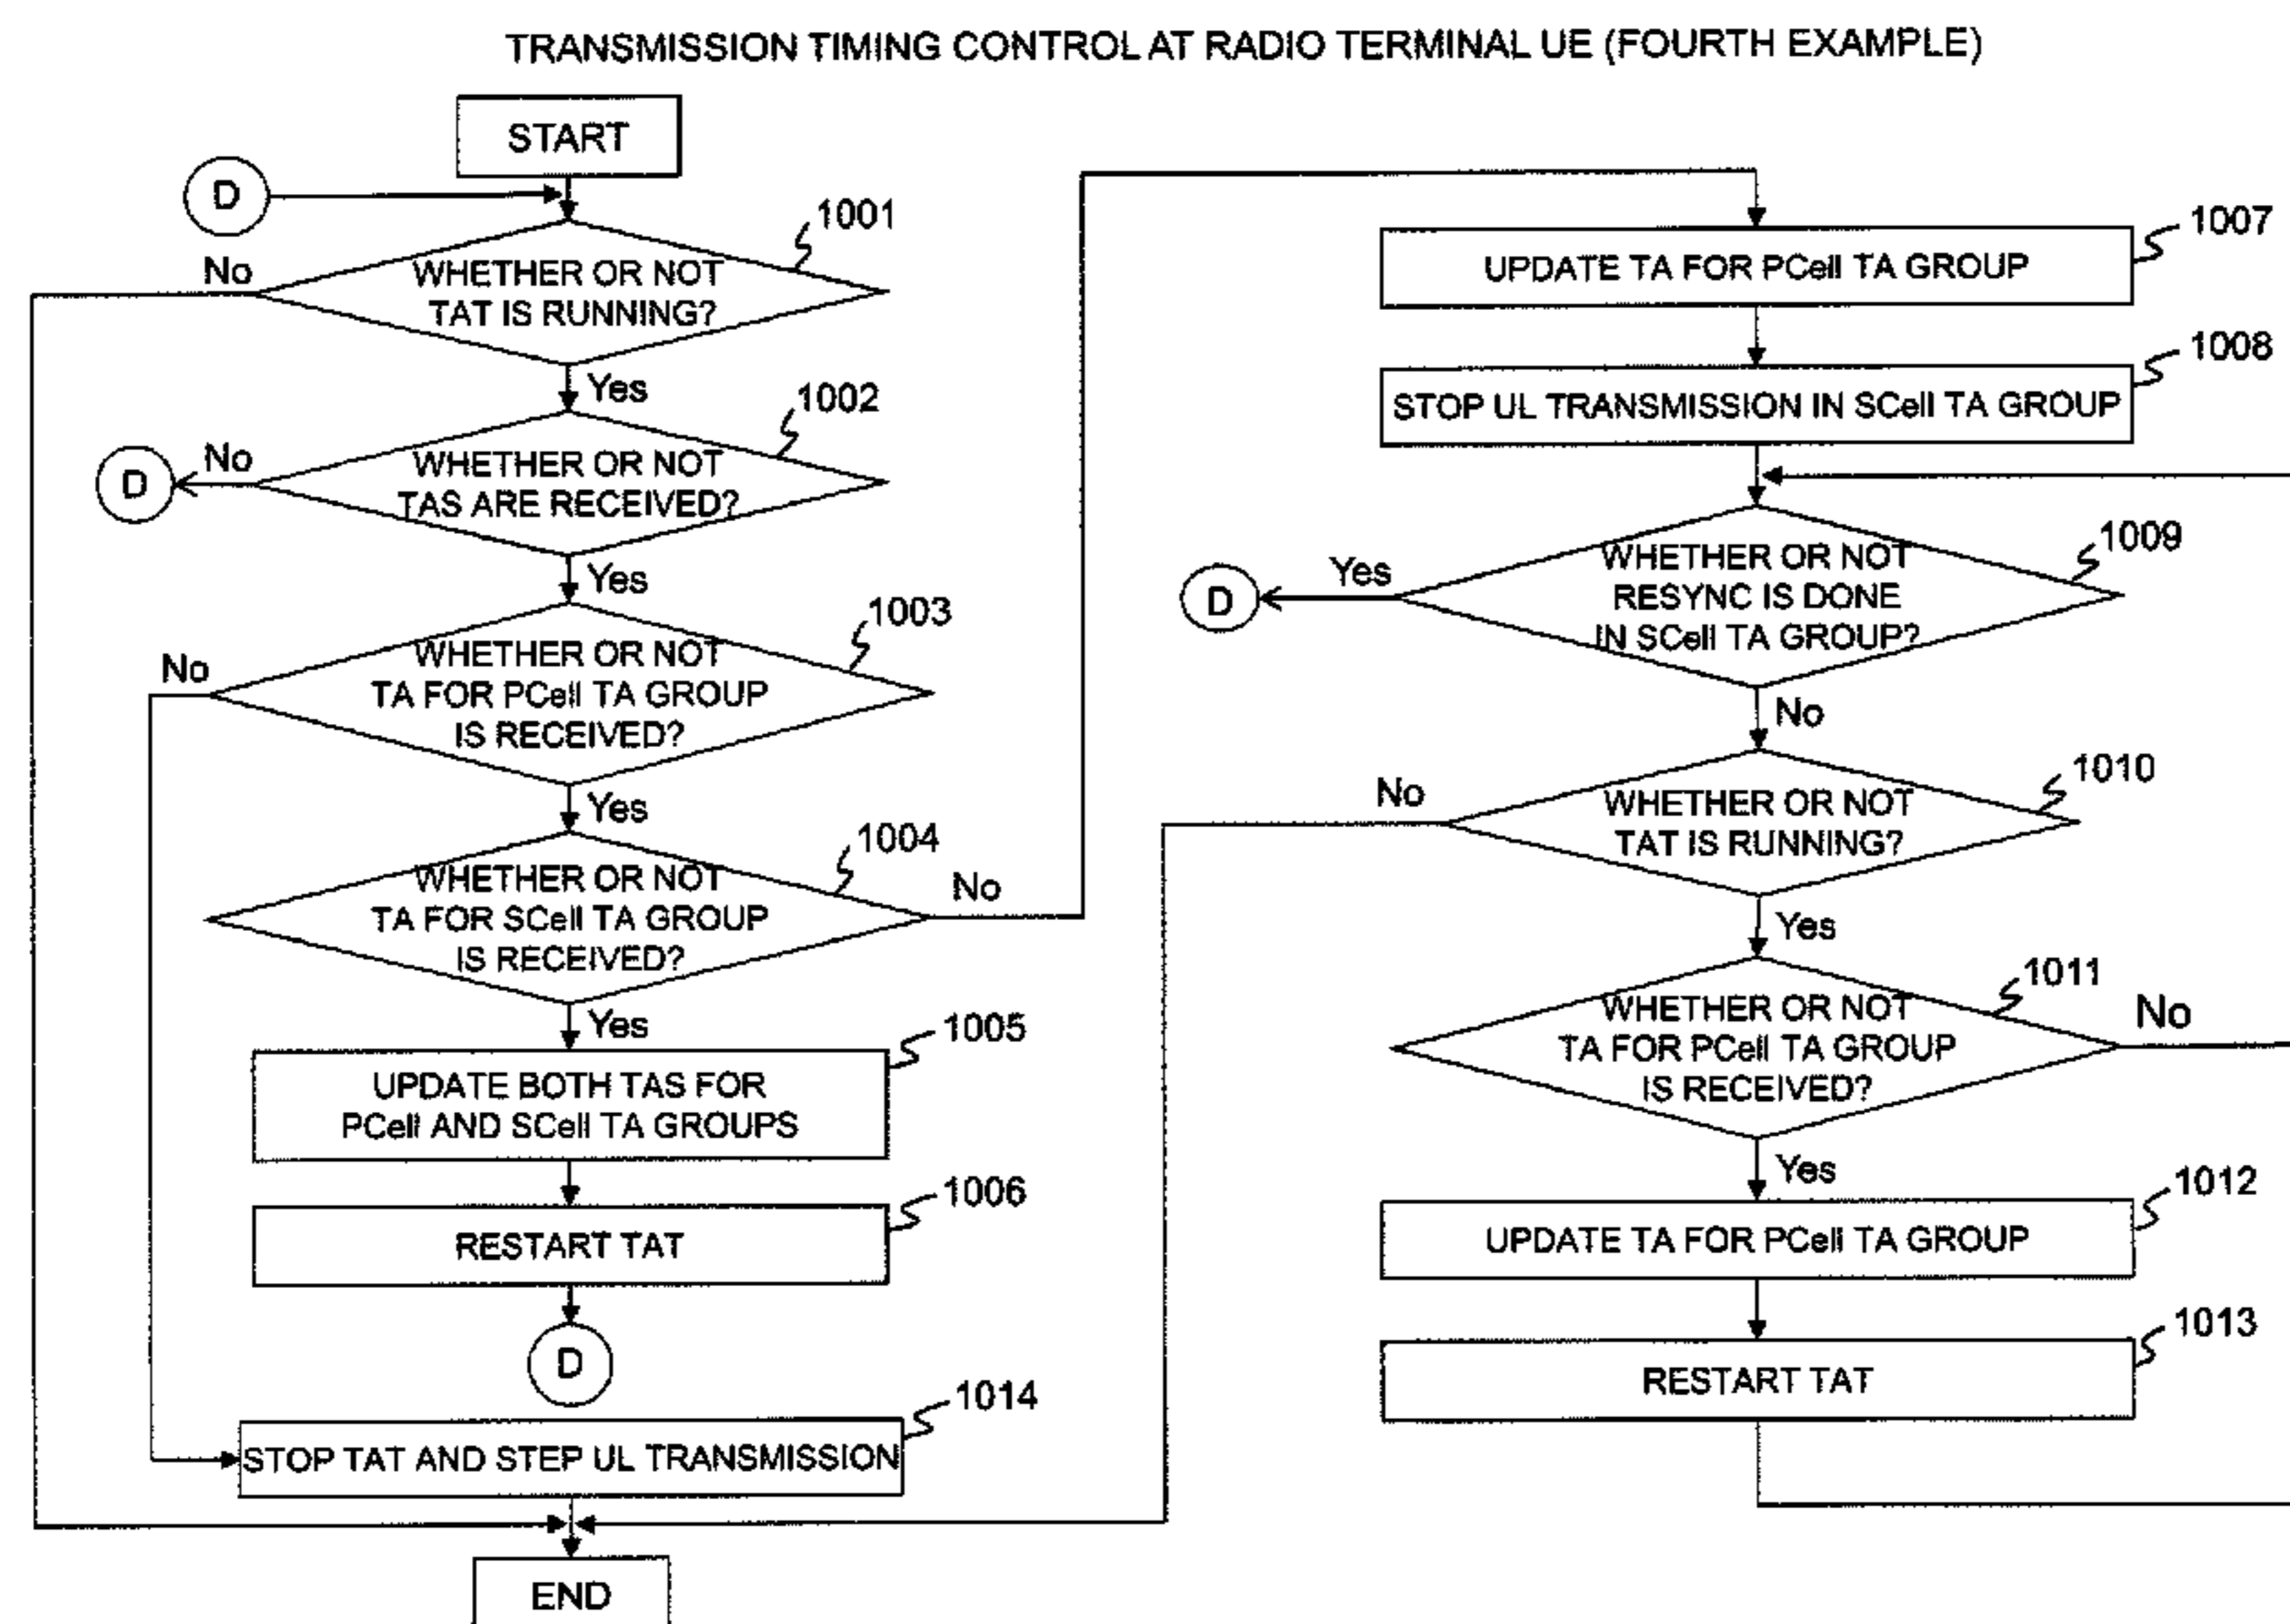 TRANSMISSION TIMING CONTROL AT RADIO TERMINAL UE (FOURTH EXAMPLE)
START
D
1001
No
WHETHER OR NOT
TAT IS RUNNING?
Yes
1002
D
No
WHETHER OR NOT
TAS ARE RECEIVED?
Yes
1003
No
WHETHER OR NOT
TA FOR PCell TA GROUP
IS RECEIVED?
Yes
1004
WHETHER OR NOT
TA FOR SCell TA GROUP
IS RECEIVED?
No
Yes
1005
UPDATE BOTH TAS FOR
PCell AND SCell TA GROUPS
1006
RESTART TAT
D
1014
STOP TAT AND STEP UL TRANSMISSION
END
1007
UPDATE TA FOR PCell TA GROUP
1008
STOP UL TRANSMISSION IN SCell TA GROUP
1009
WHETHER OR NOT
RESYNC IS DONE
IN SCell TA GROUP?
Yes
D
No
1010
No
WHETHER OR NOT
TAT IS RUNNING?
Yes
1011
WHETHER OR NOT
TA FOR PCell TA GROUP
IS RECEIVED?
No
Yes
1012
UPDATE TA FOR PCell TA GROUP
1013
RESTART TAT